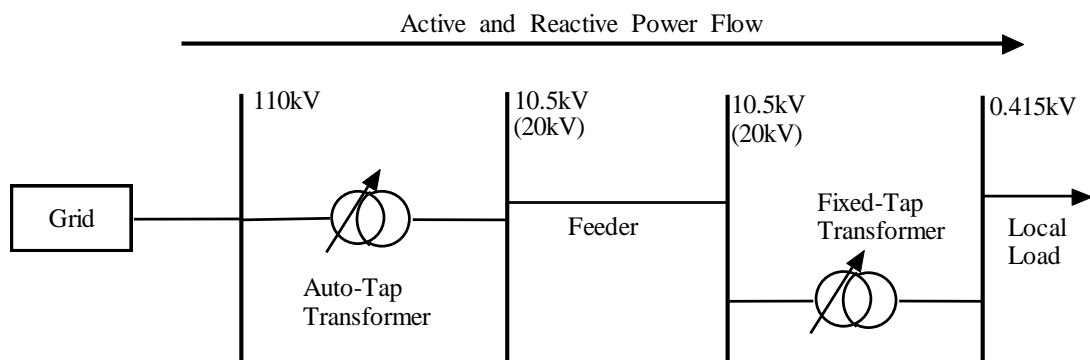 Active and Reactive Power Flow
110kV
10.5kV
(20kV)
10.5kV
(20kV)
0.415kV
Grid
Auto-Tap
Transformer
Feeder
Fixed-Tap
Transformer
Local
Load